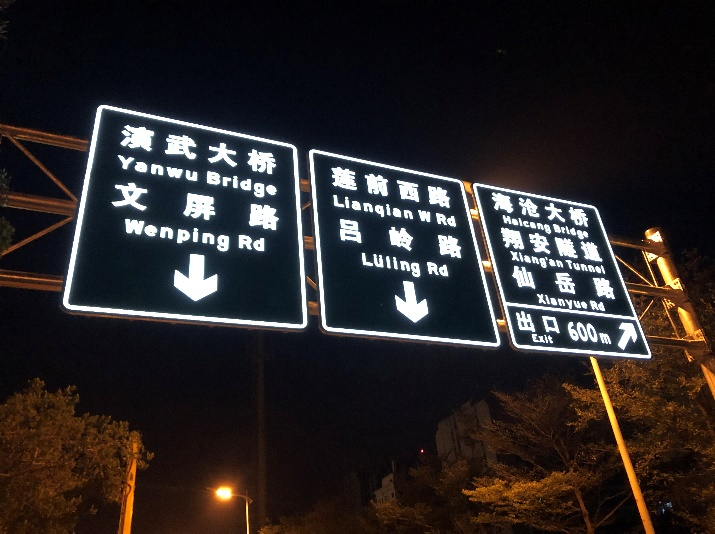 演武大桥
Yanwu Bridge
文屏路
Wenping Rd
莲前西路
Lianqian W Rd
吕岭路
Lüling Rd
海沧大桥
Haicang Bridge
翔安隧道
Xiang'an Tunnel
仙岳路
Xianyue Rd
出口 600m
Exit